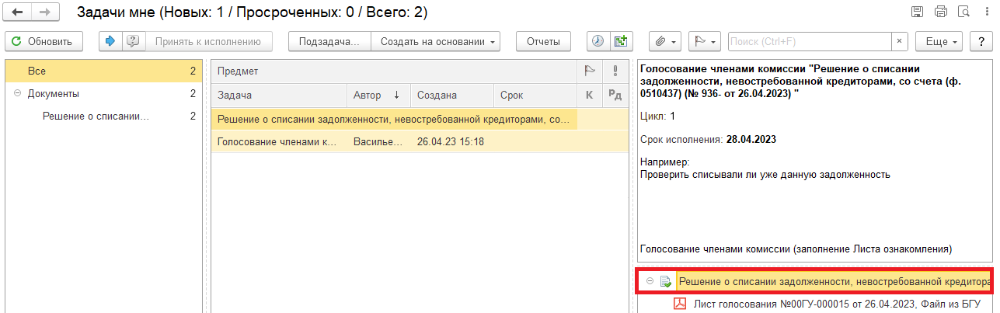 Задачи мне (Новых: 1 / Просроченных: 0 / Всего: 2)
Обновить
Принять к исполнению
Подзадача...
Создать на основании
Отчеты
Поиск (Ctrl+F)
×
Еще
?
Все 2
Документы 2
Решение о списании... 2
Предмет
Задача Автор ↓ Создана Срок К Рд
Решение о списании задолженности, невостребованной кредиторами, со...
Голосование членами к... Василье... 26.04.23 15:18
Голосование членами комиссии "Решение о списании
задолженности, невостребованной кредиторами, со счета (ф.
0510437) (№ 936- от 26.04.2023) "
Цикл: 1
Срок исполнения: 28.04.2023
Например:
Проверить списывали ли уже данную задолженность
Голосование членами комиссии (заполнение Листа ознакомления)
Решение о списании задолженности, невостребованной кредитора
Лист голосования №00ГУ-000015 от 26.04.2023, Файл из БГУ